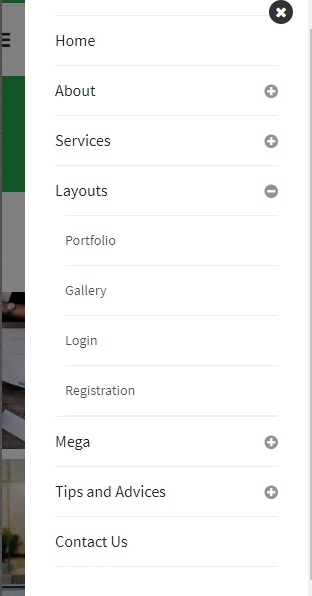 Home
About
Services
Layouts
Portfolio
Gallery
Login
Registration
Mega
Tips and Advices
Contact Us